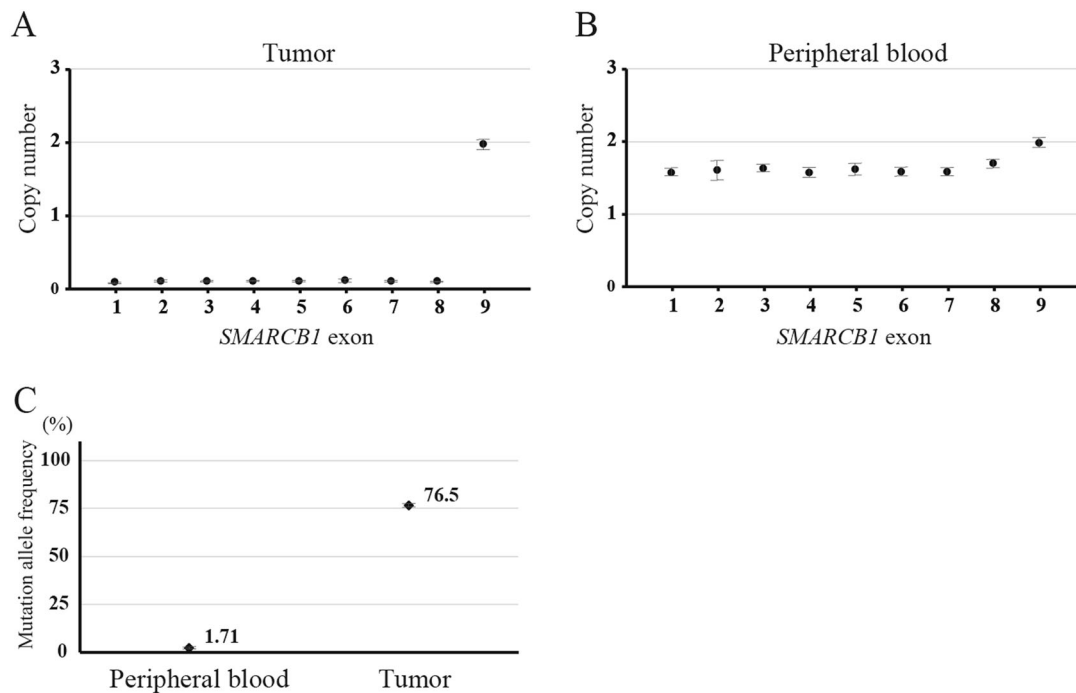 A
Tumor
3
2
1
0
Copy number
1 2 3 4 5 6 7 8 9
SMARCB1 exon
B
Peripheral blood
3
2
1
0
Copy number
1 2 3 4 5 6 7 8 9
SMARCB1 exon
C
(%)
100
75
50
25
0
Mutation allele frequency
1.71
76.5
Peripheral blood Tumor